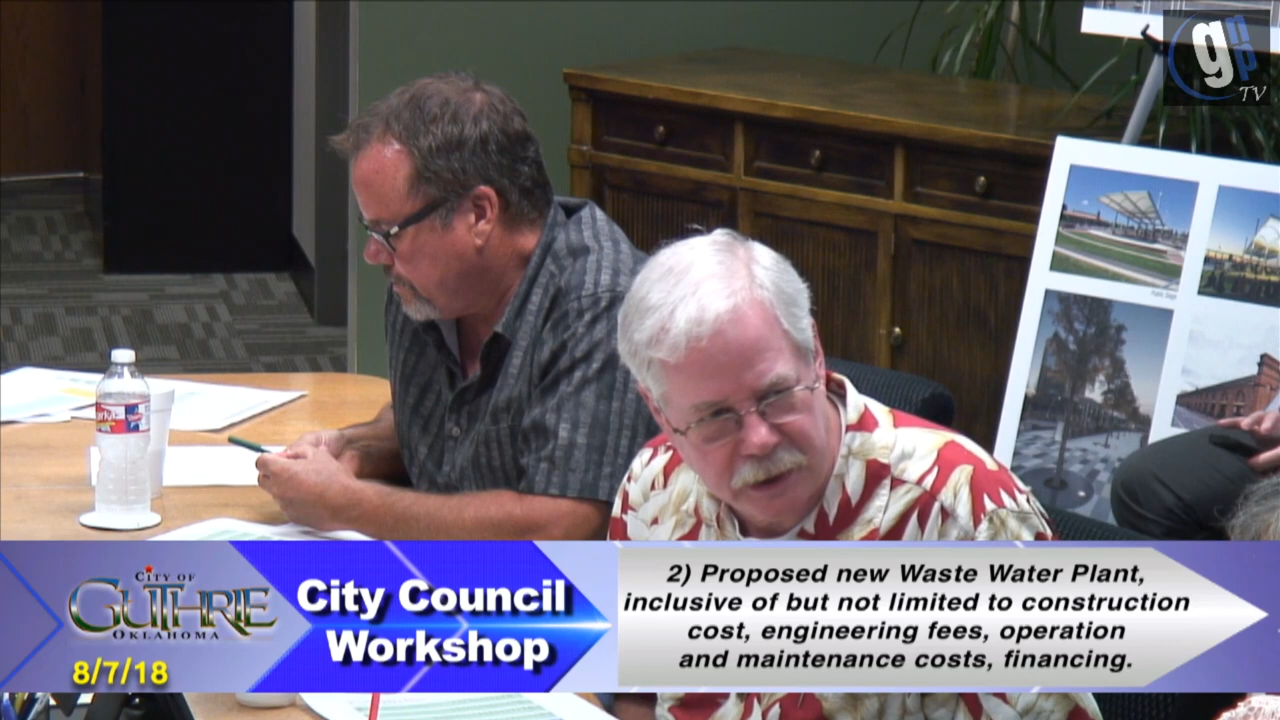 gnp
TV
CITY OF
GUTHRIE
OKLAHOMA
8/7/18
City Council
Workshop
2) Proposed new Waste Water Plant,
inclusive of but not limited to construction
cost, engineering fees, operation
and maintenance costs, financing.